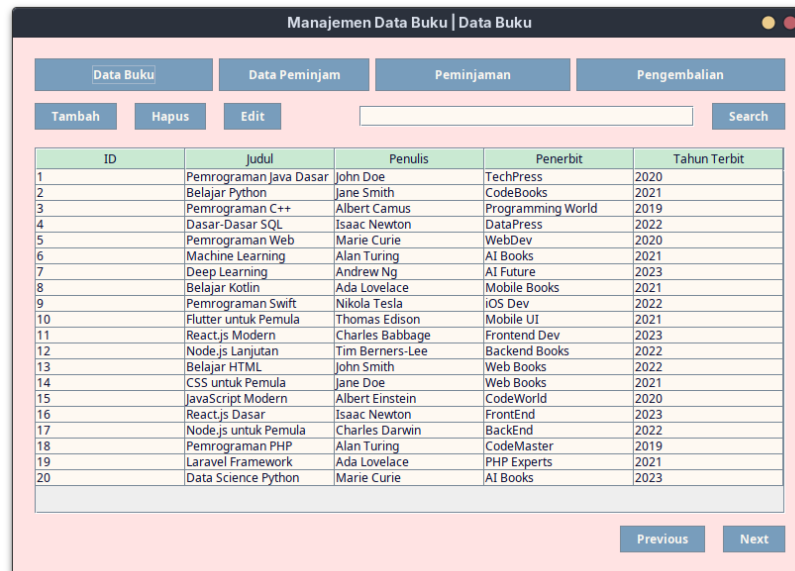 Manajemen Data Buku | Data Buku
Data Buku Data Peminjam Peminjaman Pengembalian
Tambah Hapus Edit Search
ID Judul Penulis Penerbit Tahun Terbit
1 Pemrograman Java Dasar John Doe TechPress 2020
2 Belajar Python Jane Smith CodeBooks 2021
3 Pemrograman C++ Albert Camus Programming World 2019
4 Dasar-Dasar SQL Isaac Newton DataPress 2022
5 Pemrograman Web Marie Curie WebDev 2020
6 Machine Learning Alan Turing AI Books 2021
7 Deep Learning Andrew Ng AI Future 2023
8 Belajar Kotlin Ada Lovelace Mobile Books 2021
9 Pemrograman Swift Nikola Tesla iOS Dev 2022
10 Flutter untuk Pemula Thomas Edison Mobile UI 2021
11 React.js Modern Charles Babbage Frontend Dev 2023
12 Node.js Lanjutan Tim Berners-Lee Backend Books 2022
13 Belajar HTML John Smith Web Books 2022
14 CSS untuk Pemula Jane Doe Web Books 2021
15 JavaScript Modern Albert Einstein CodeWorld 2020
16 React.js Dasar Isaac Newton FrontEnd 2023
17 Node.js untuk Pemula Charles Darwin BackEnd 2022
18 Pemrograman PHP Alan Turing CodeMaster 2019
19 Laravel Framework Ada Lovelace PHP Experts 2021
20 Data Science Python Marie Curie AI Books 2023
Previous Next